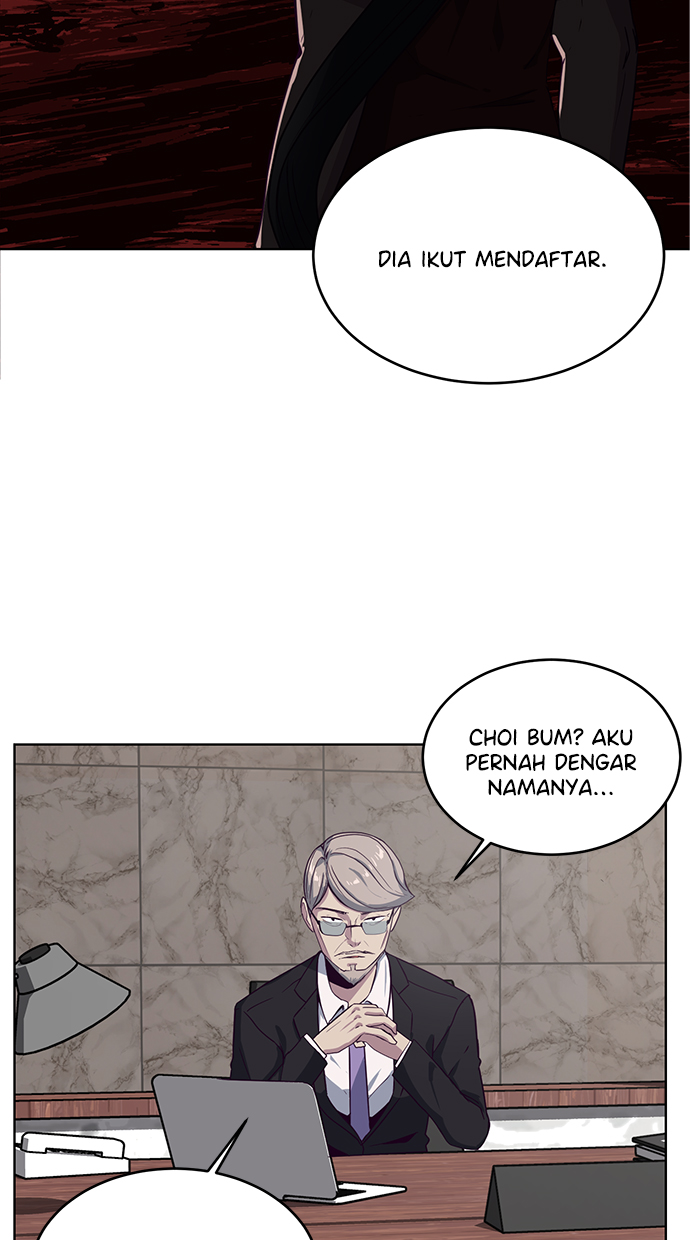 DIA IKUT MENDAFTAR.
CHOI BUM? AKU
PERNAH DENGAR
NAMANYA...